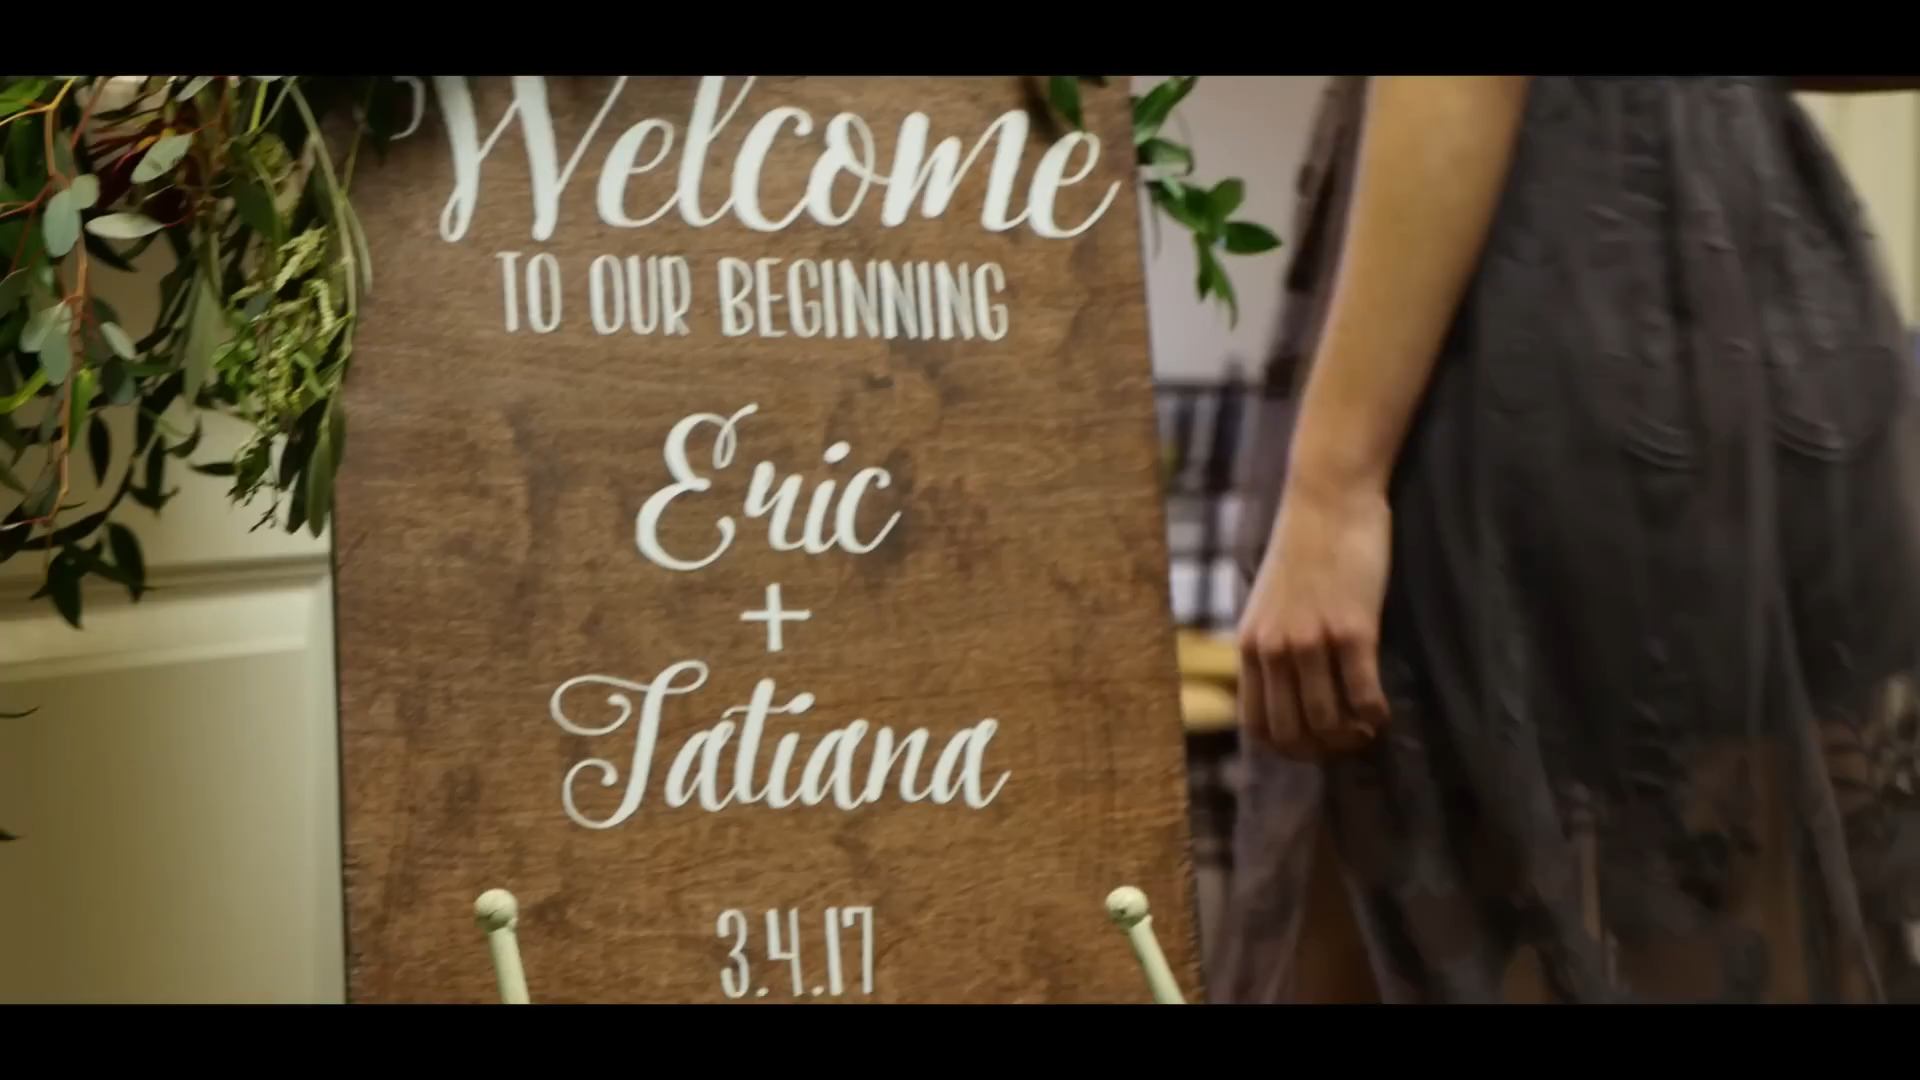 Welcome
TO OUR BEGINNING
Eric
+
Tatiana
3.4.17